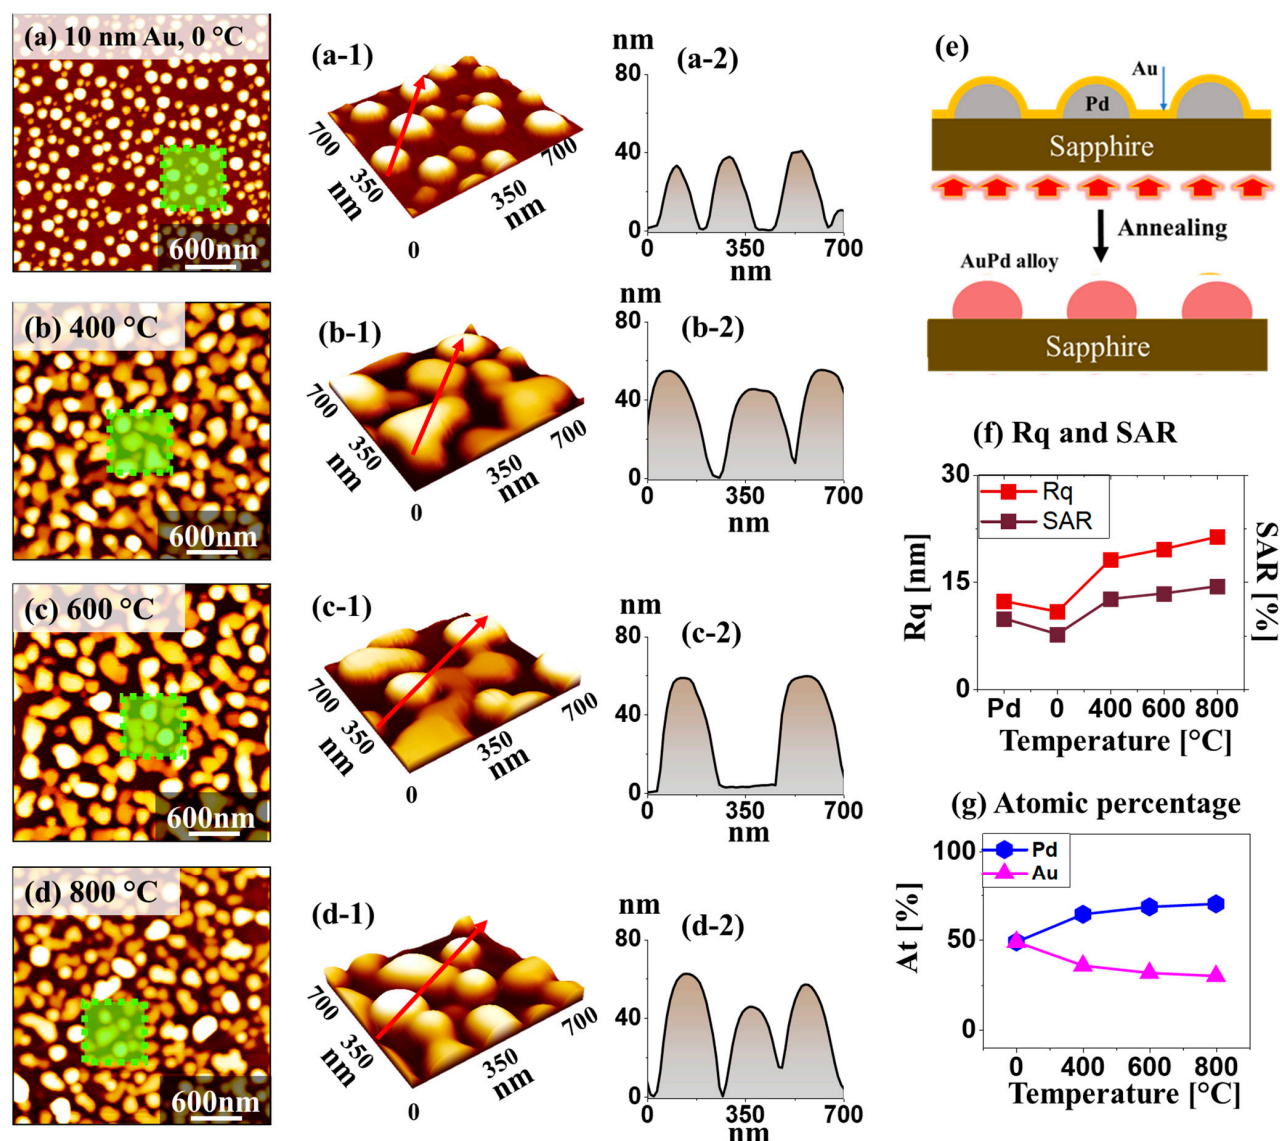 (a) 10 nm Au, 0 °C
600nm
(a-1)
700
350
nm
0
350
nm
700
nm
(a-2)
80
40
0
0
350
700
nm
(b) 400 °C
600nm
(b-1)
700
350
nm
0
350
nm
700
nm
(b-2)
80
40
0
0
350
700
nm
(c) 600 °C
600nm
(c-1)
700
350
nm
0
350
nm
700
nm
(c-2)
80
40
0
0
350
700
nm
(d) 800 °C
600nm
(d-1)
700
350
nm
0
350
nm
700
nm
(d-2)
80
40
0
0
350
700
nm
(e)
Au
Pd
Sapphire
Annealing
AuPd alloy
Sapphire
(f) Rq and SAR
30
15
0
Rq [nm]
Rq
SAR
SAR [%]
Pd 0 400 600 800
Temperature [°C]
(g) Atomic percentage
100
50
0
At [%]
Pd
Au
0 400 600 800
Temperature [°C]